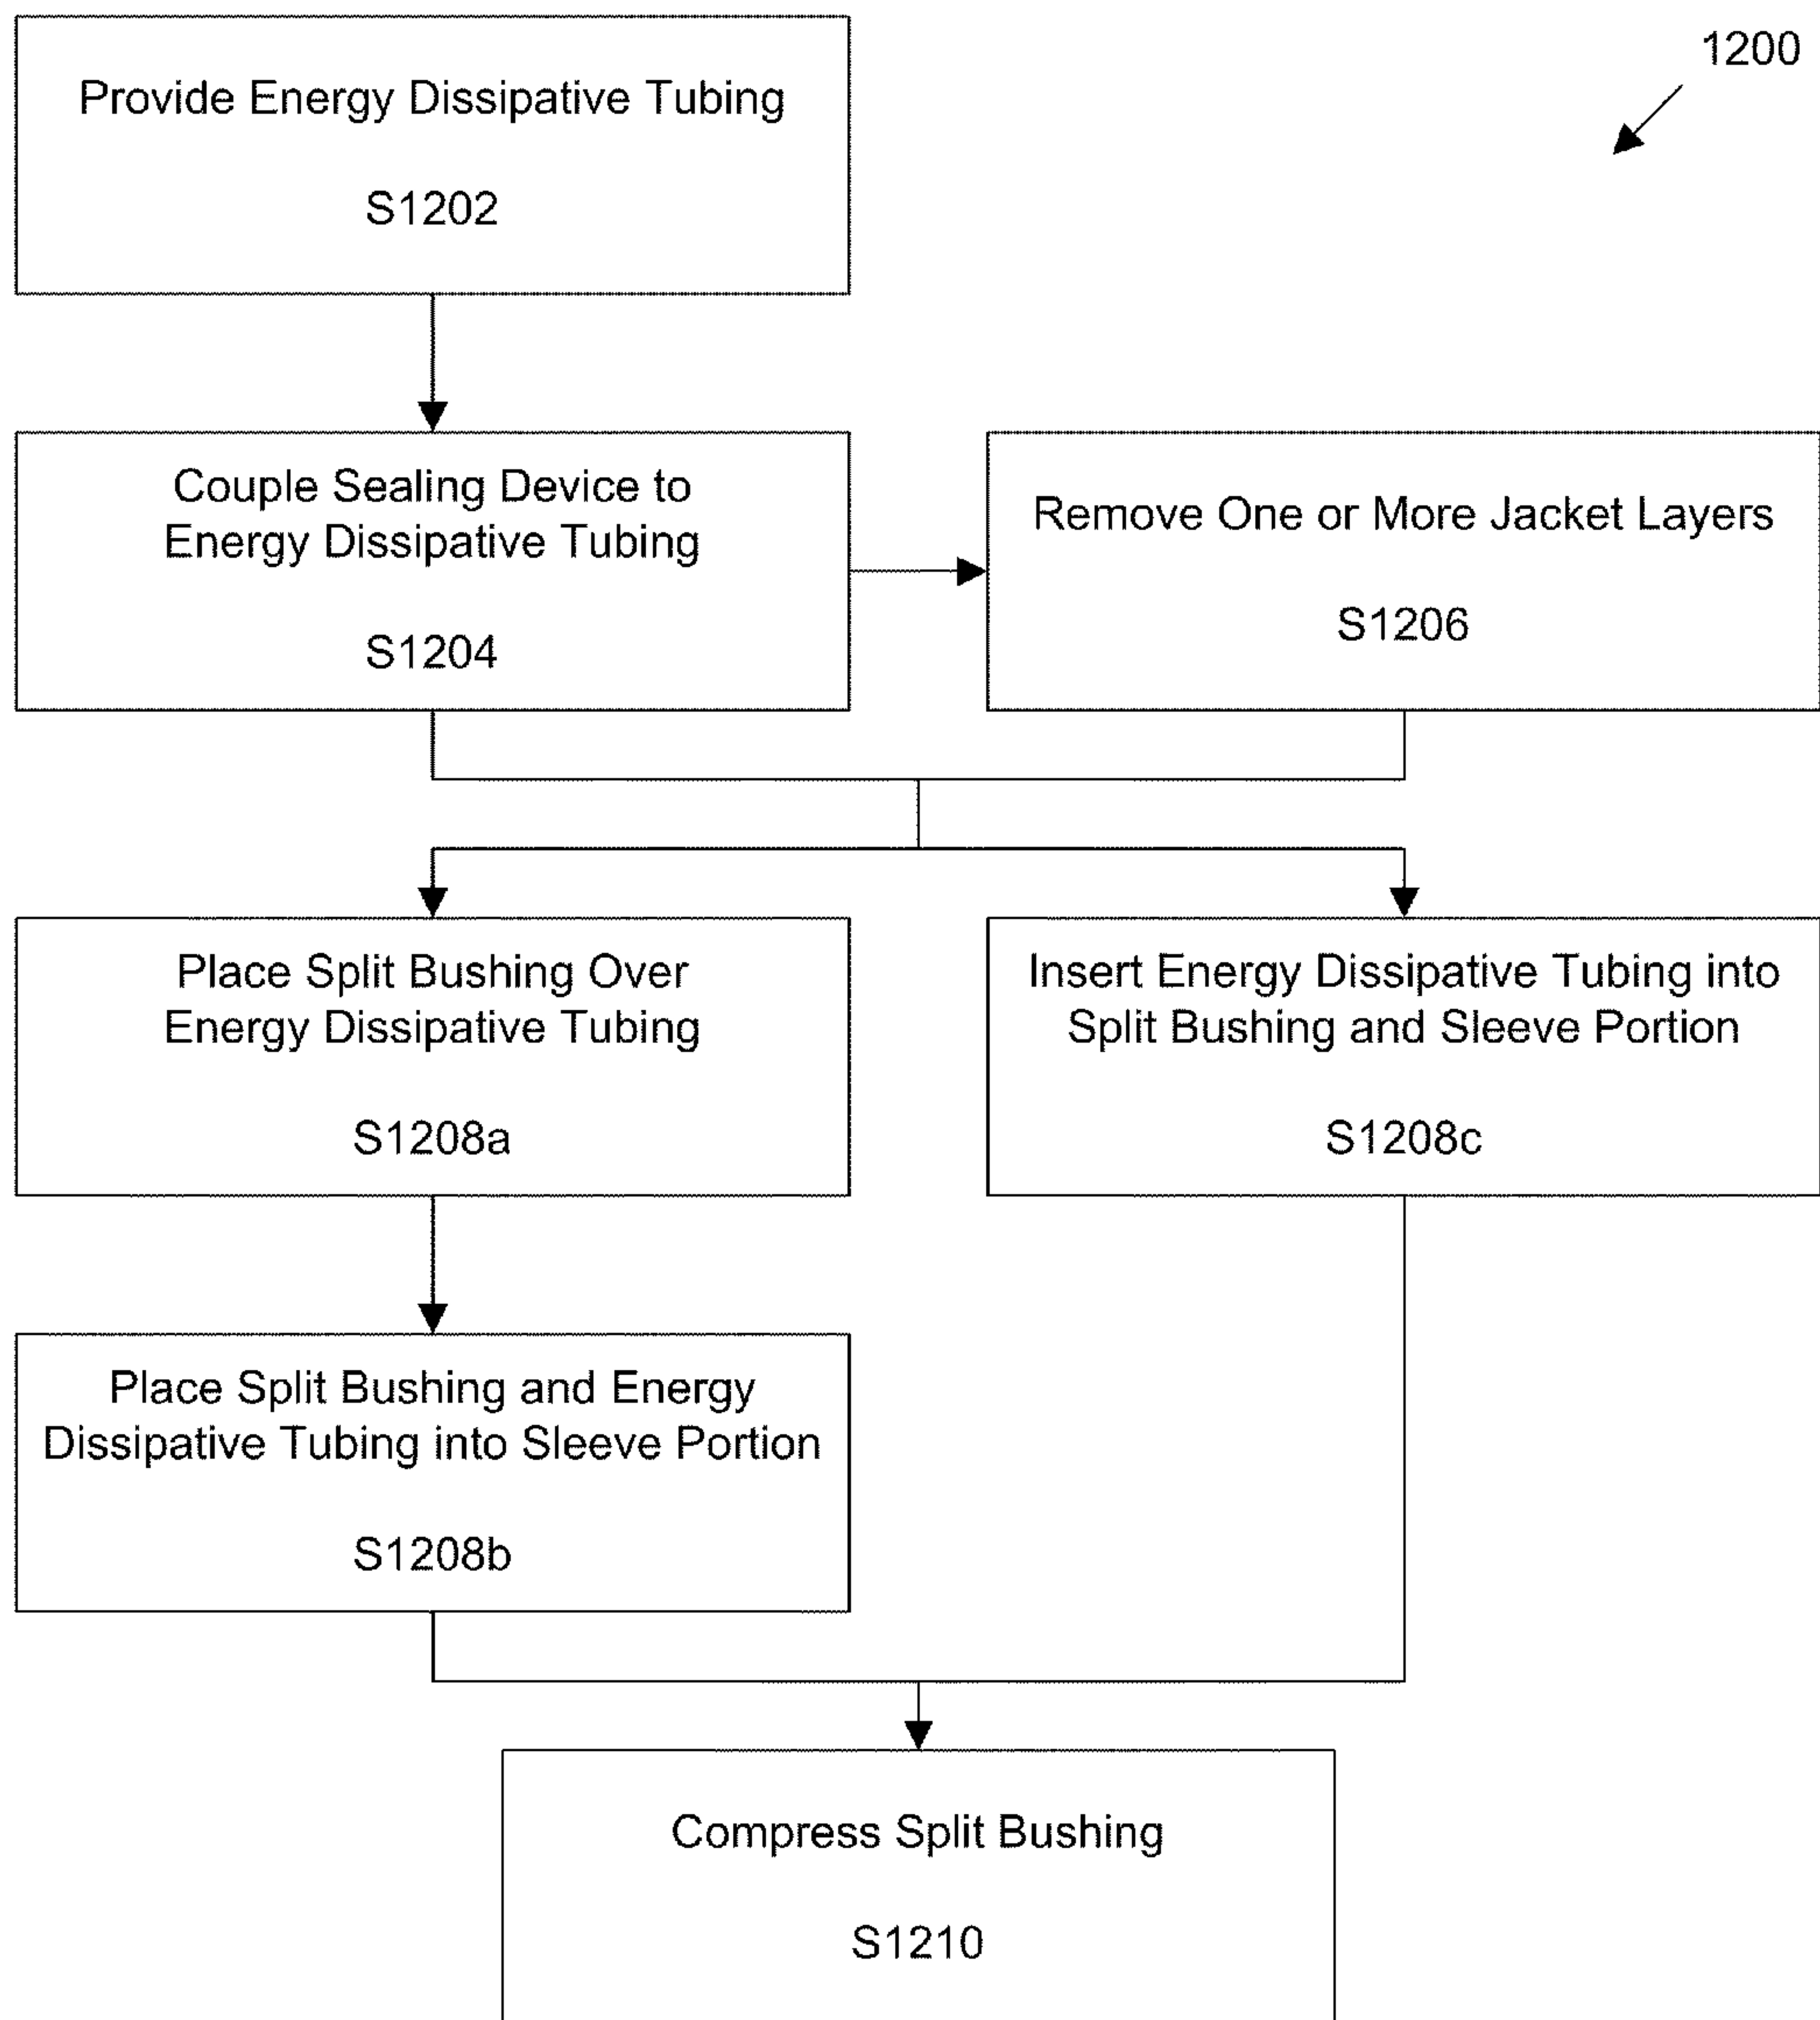 1200
Provide Energy Dissipative Tubing
S1202
Couple Sealing Device to
Energy Dissipative Tubing
S1204
Remove One or More Jacket Layers
S1206
Place Split Bushing Over
Energy Dissipative Tubing
S1208a
Insert Energy Dissipative Tubing into
Split Bushing and Sleeve Portion
S1208c
Place Split Bushing and Energy
Dissipative Tubing into Sleeve Portion
S1208b
Compress Split Bushing
S1210